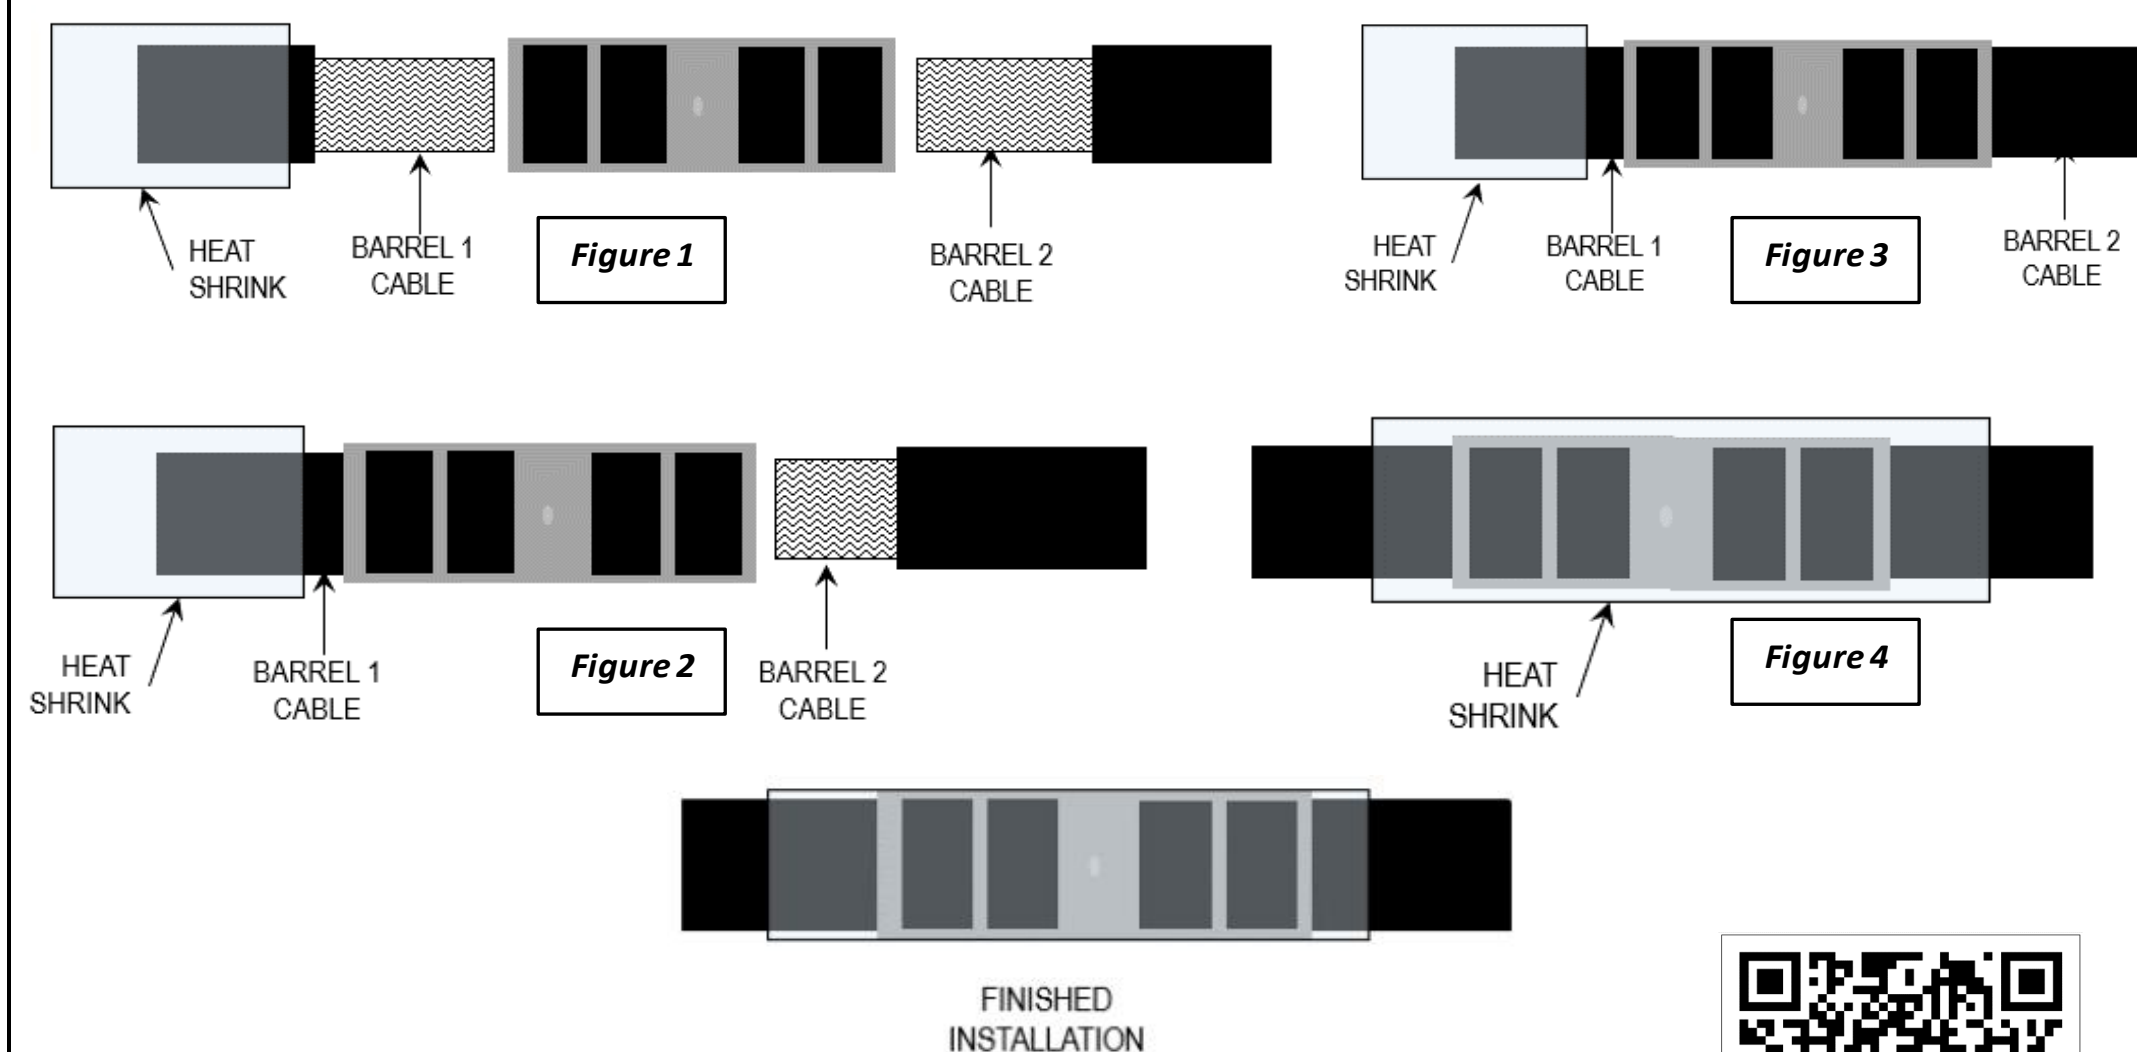 HEAT
SHRINK
BARREL 1
CABLE
Figure 1
BARREL 2
CABLE
HEAT
SHRINK
BARREL 1
CABLE
Figure 3
BARREL 2
CABLE
HEAT
SHRINK
BARREL 1
CABLE
Figure 2
BARREL 2
CABLE
HEAT
SHRINK
Figure 4
FINISHED
INSTALLATION